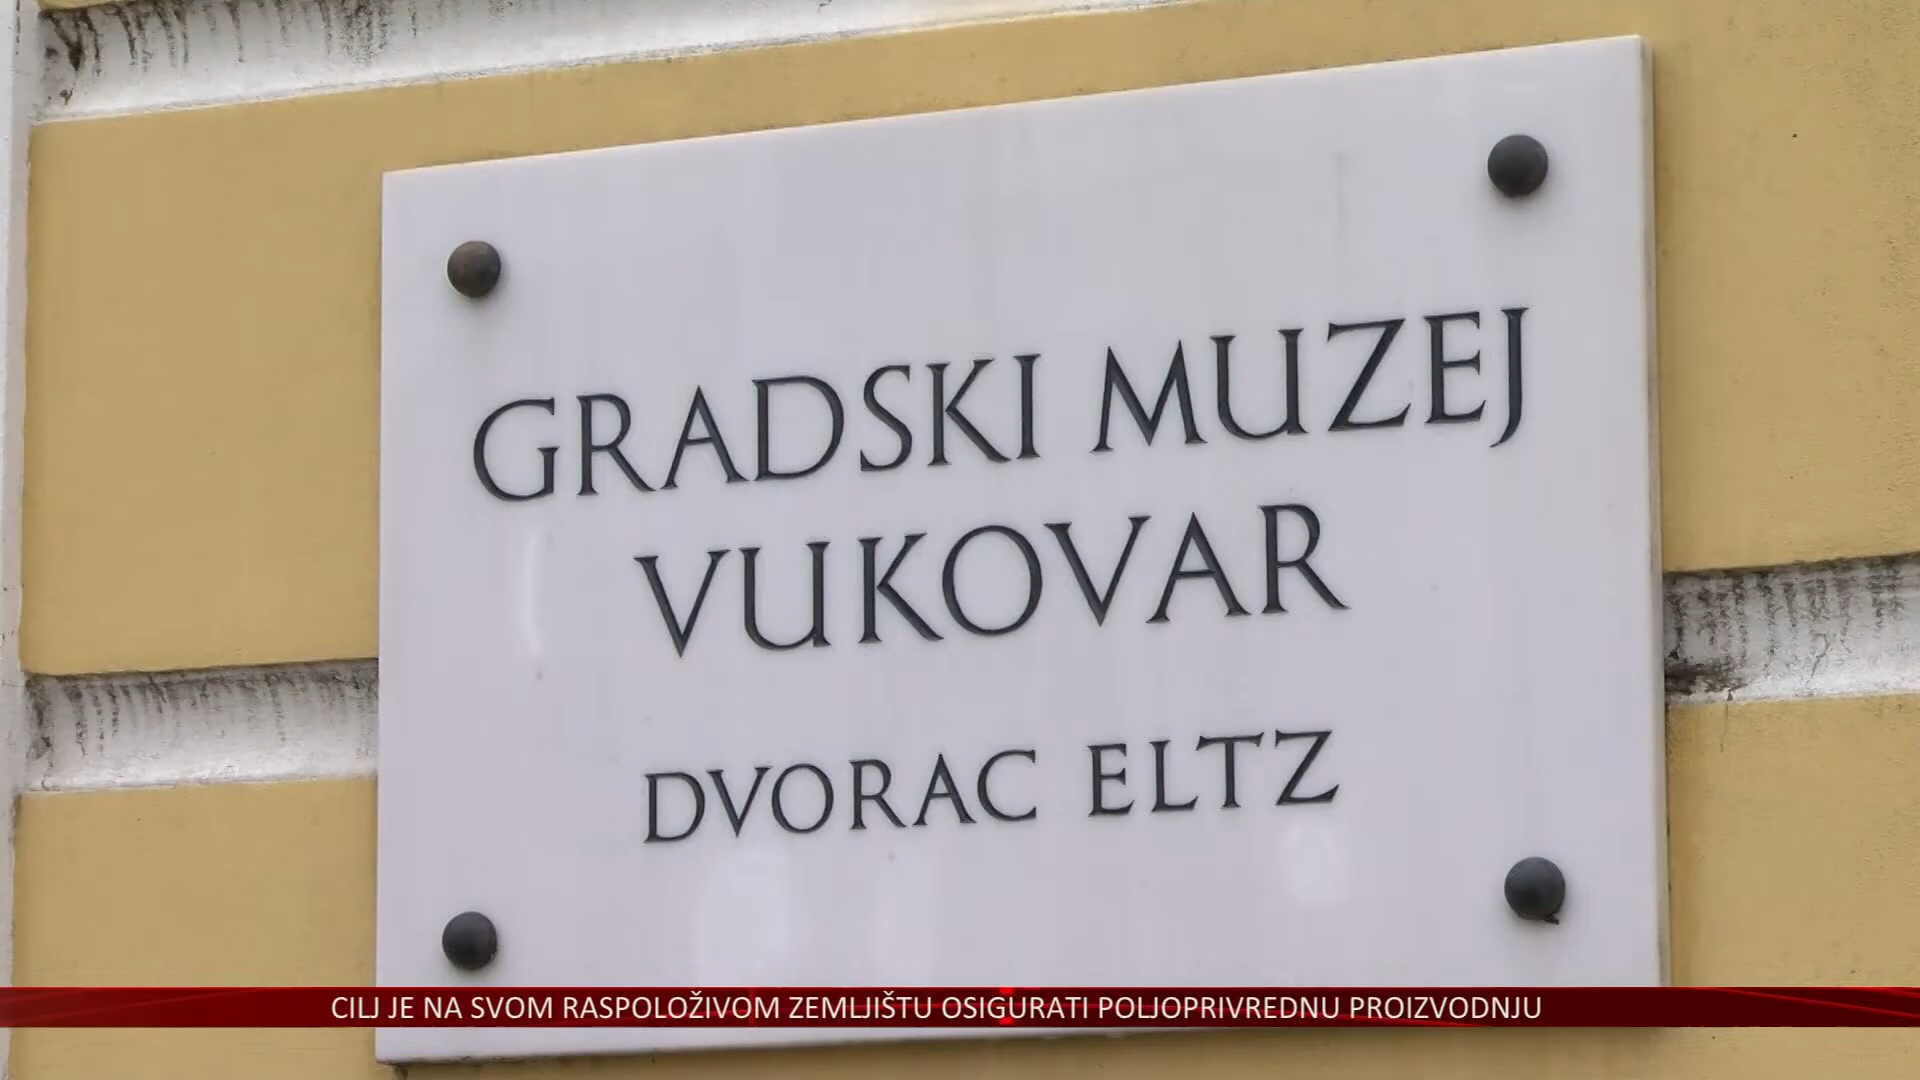 GRADSKI MUZEJ
VUKOVAR
DVORAC ELTZ
CILJ JE NA SVOM RASPOLOŽIVOM ZEMLJIŠTU OSIGURATI POLJOPRIVREDNU PROIZVODNJU